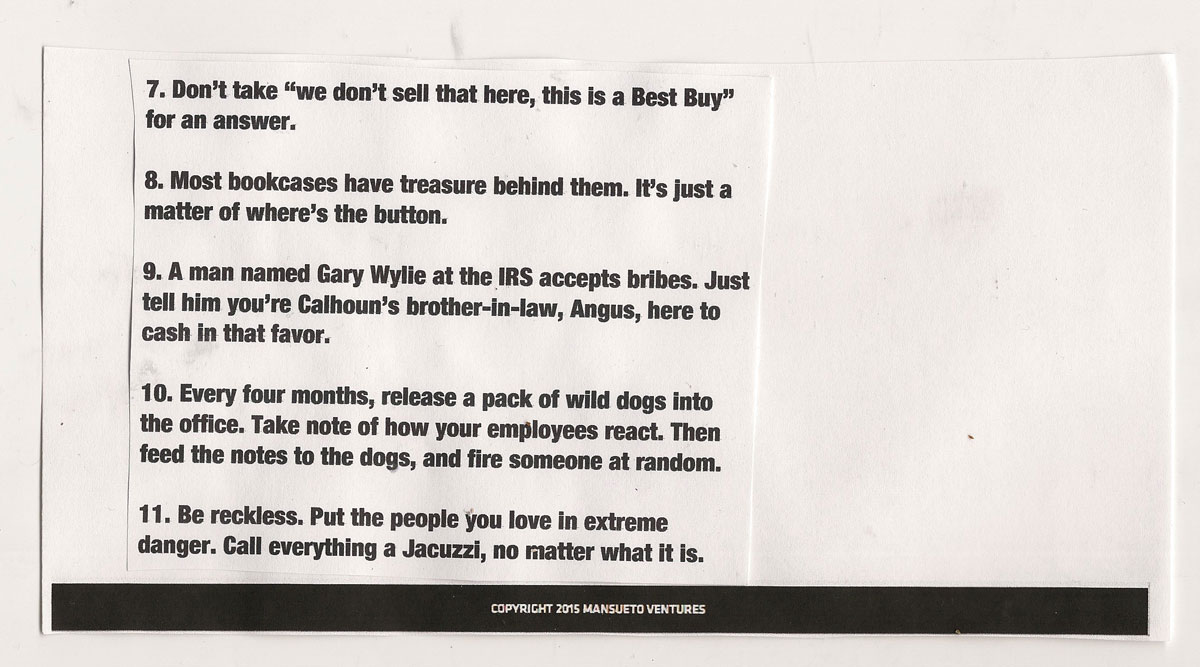 7. Don’t take “we don’t sell that here, this is a Best Buy”
for an answer.
8. Most bookcases have treasure behind them. It’s just a
matter of where’s the button.
9. A man named Gary Wylie at the IRS accepts bribes. Just
tell him you’re Calhoun’s brother-in-law, Angus, here to
cash in that favor.
10. Every four months, release a pack of wild dogs into
the office. Take note of how your employees react. Then
feed the notes to the dogs, and fire someone at random.
11. Be reckless. Put the people you love in extreme
danger. Call everything a Jacuzzi, no matter what it is.
COPYRIGHT 2015 MANSUETO VENTURES